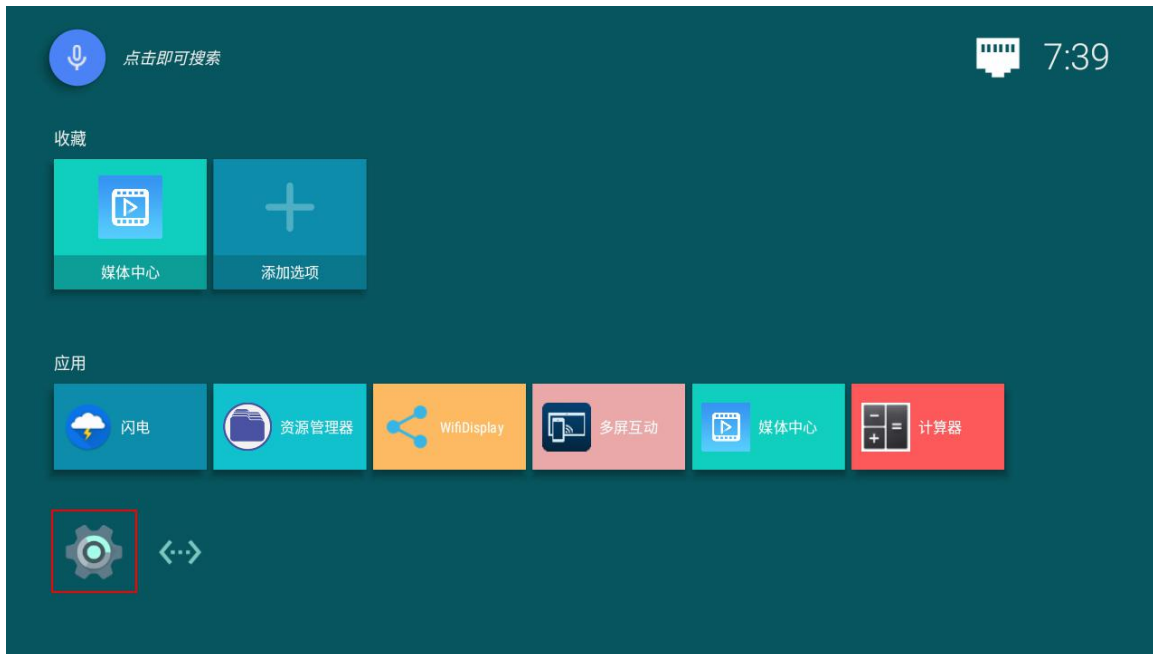 点击即可搜索
7:39
收藏
媒体中心
添加选项
应用
闪电
资源管理器
WifiDisplay
多屏互动
媒体中心
计算器